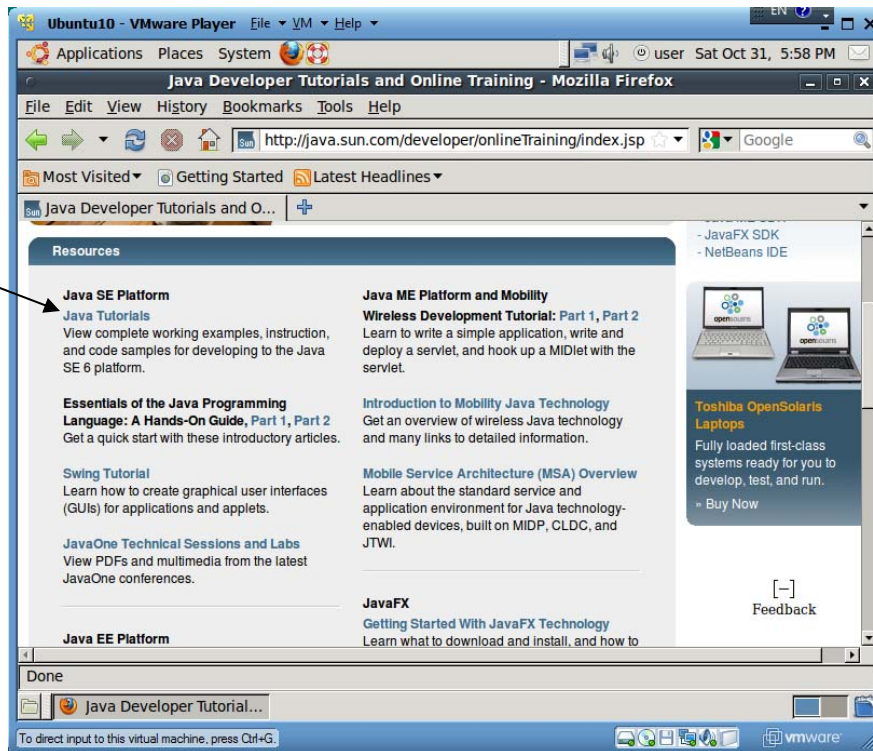 Ubuntu10 - VMware Player File VM Help
EN
Applications Places System user Sat Oct 31, 5:58 PM
Java Developer Tutorials and Online Training - Mozilla Firefox
File Edit View History Bookmarks Tools Help
Sun http://java.sun.com/developer/onlineTraining/index.jsp Google
Most Visited Getting Started Latest Headlines
Sun Java Developer Tutorials and O...
Resources
Java SE Platform
Java Tutorials
View complete working examples, instruction,
and code samples for developing to the Java
SE 6 platform.
Essentials of the Java Programming
Language: A Hands-On Guide, Part 1, Part 2
Get a quick start with these introductory articles.
Swing Tutorial
Learn how to create graphical user interfaces
(GUIs) for applications and applets.
JavaOne Technical Sessions and Labs
View PDFs and multimedia from the latest
JavaOne conferences.
Java EE Platform
Java ME Platform and Mobility
Wireless Development Tutorial: Part 1, Part 2
Learn to write a simple application, write and
deploy a servlet, and hook up a MIDlet with the
servlet.
Introduction to Mobility Java Technology
Get an overview of wireless Java technology
and many links to detailed information.
Mobile Service Architecture (MSA) Overview
Learn about the standard service and
application environment for Java technology-
enabled devices, built on MIDP, CLDC, and
JTWI.
JavaFX
Getting Started With JavaFX Technology
Learn what to download and install, and how to
- JavaFX SDK
- NetBeans IDE
opensolaris
opensolaris
Toshiba OpenSolaris
Laptops
Fully loaded first-class
systems ready for you to
develop, test, and run.
» Buy Now
[−]
Feedback
Done
Java Developer Tutorial...
To direct input to this virtual machine, press Ctrl+G.
vmware